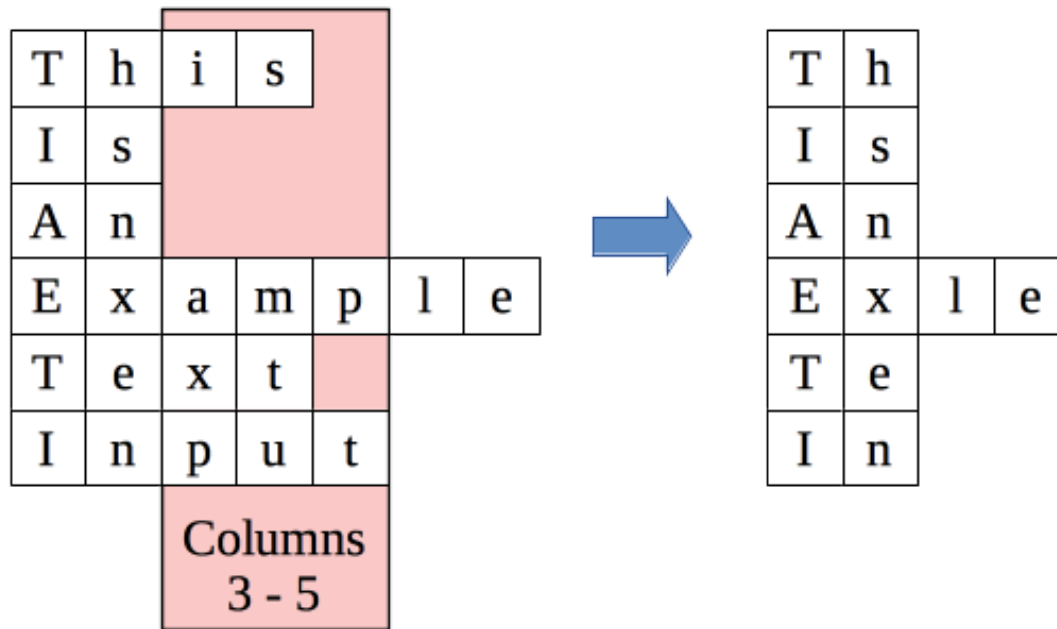 This
Is
An
Example
Text
Input
Columns
3 - 5
Th
Is
An
Exle
Te
In